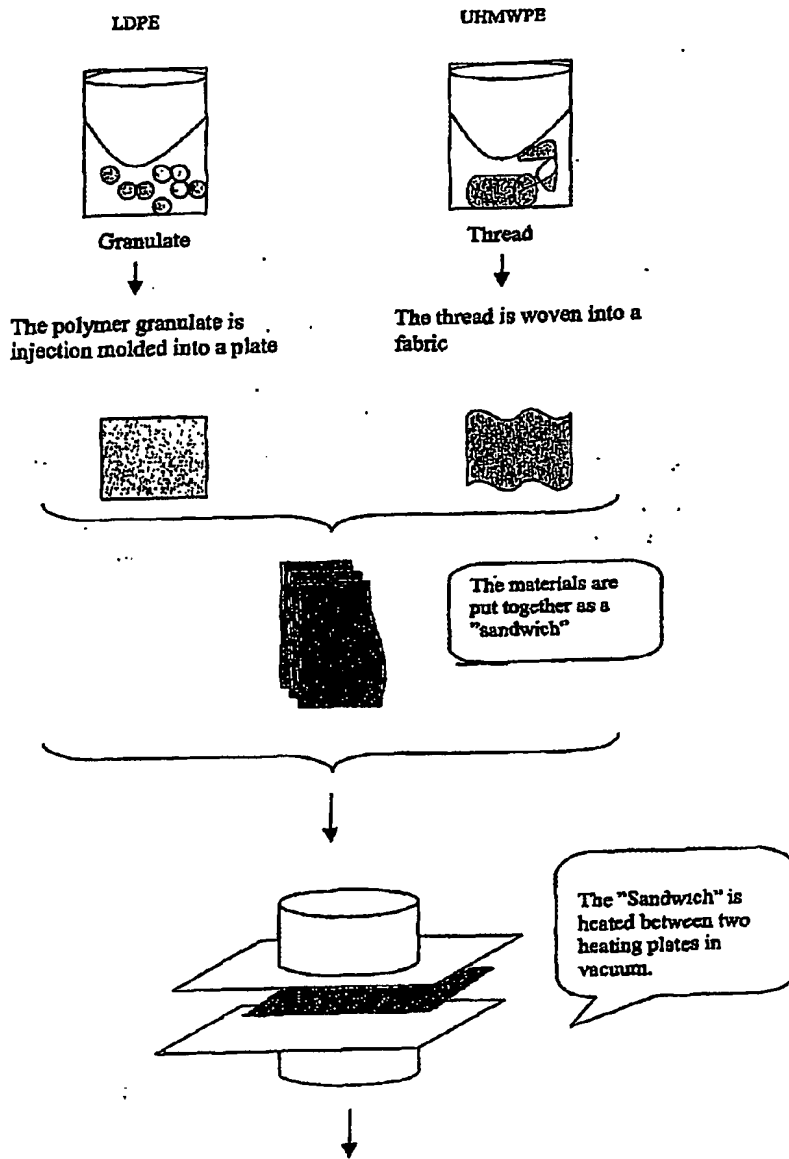 LDPE
UHMWPE
Granulate
Thread
The polymer granulate is
injection molded into a plate
The thread is woven into a
fabric
The materials are
put together as a
"sandwich"
The "Sandwich" is
heated between two
heating plates in
vacuum.